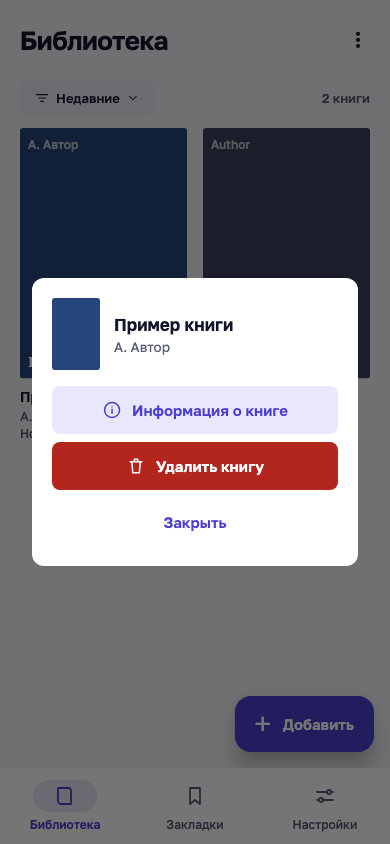 Библиотека
Недавние
2 книги
А. Автор
Author
Пример книги
А. Автор
Информация о книге
Удалить книгу
Закрыть
Добавить
Библиотека
Закладки
Настройки